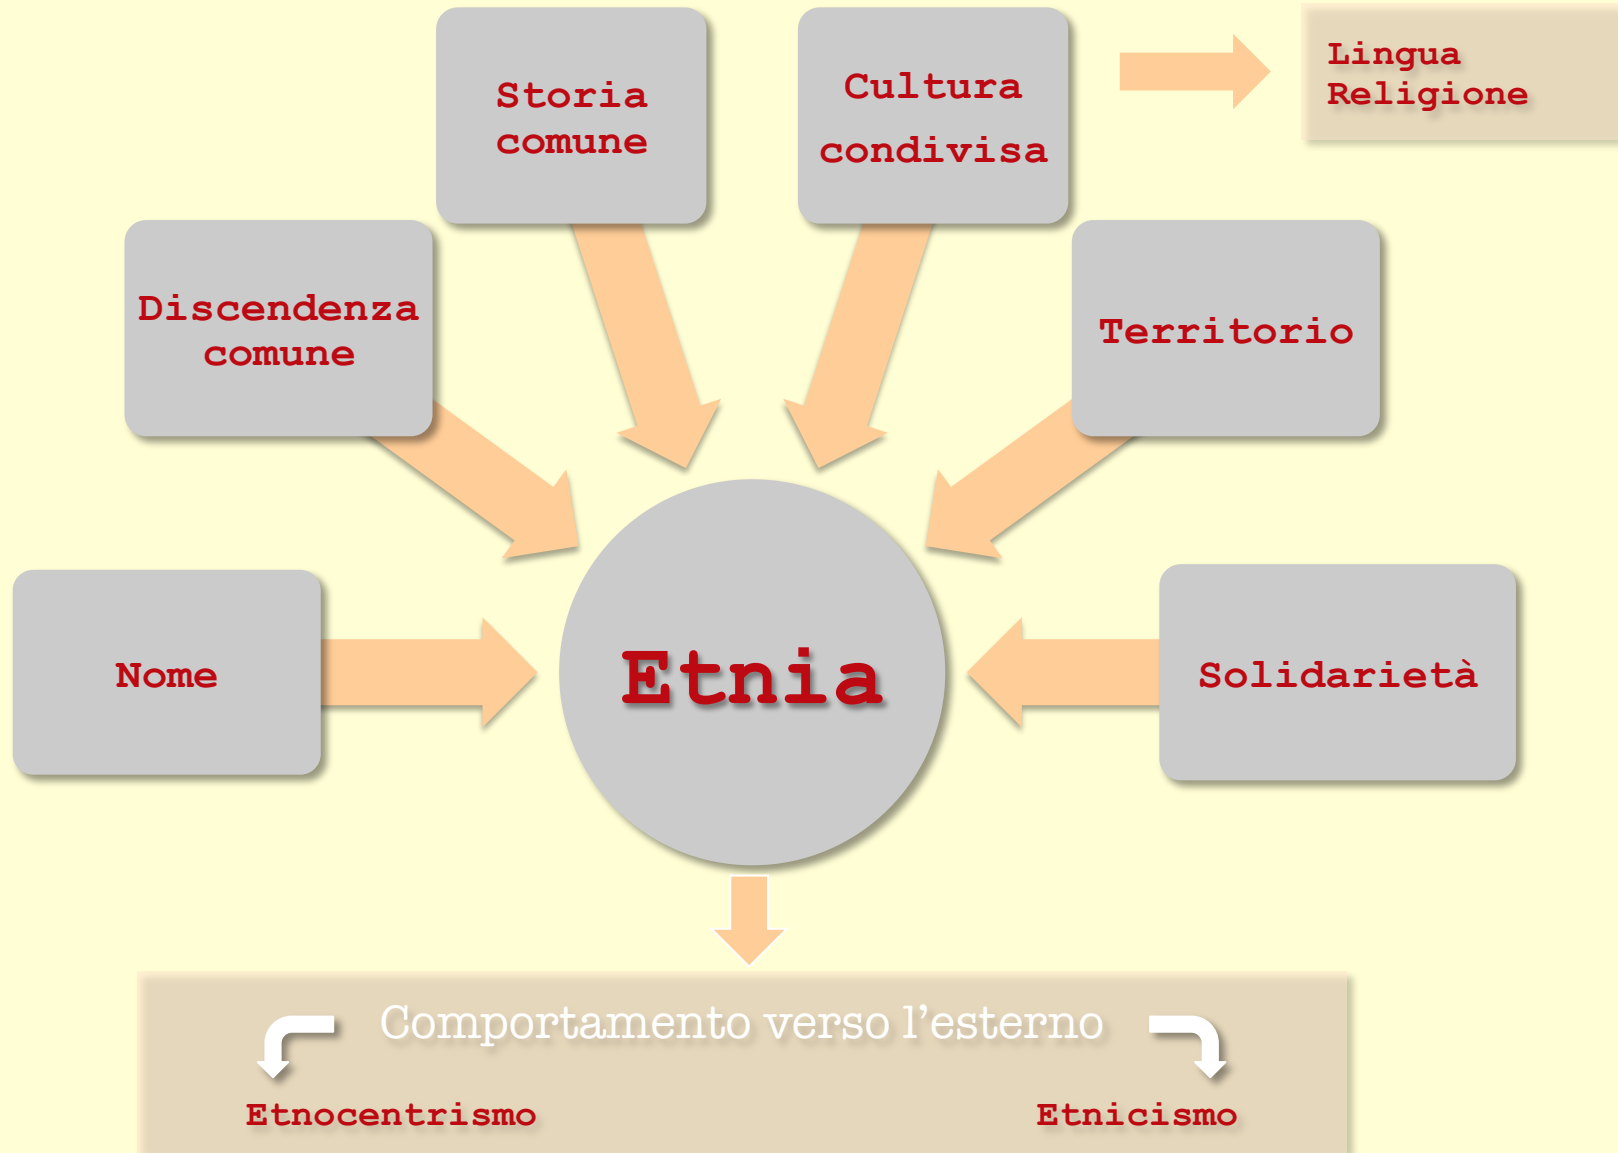 Storia
comune
Cultura
condivisa
Lingua
Religione
Discendenza
comune
Territorio
Nome
Etnia
Solidarietà
Comportamento verso l’esterno
Etnocentrismo
Etnicismo